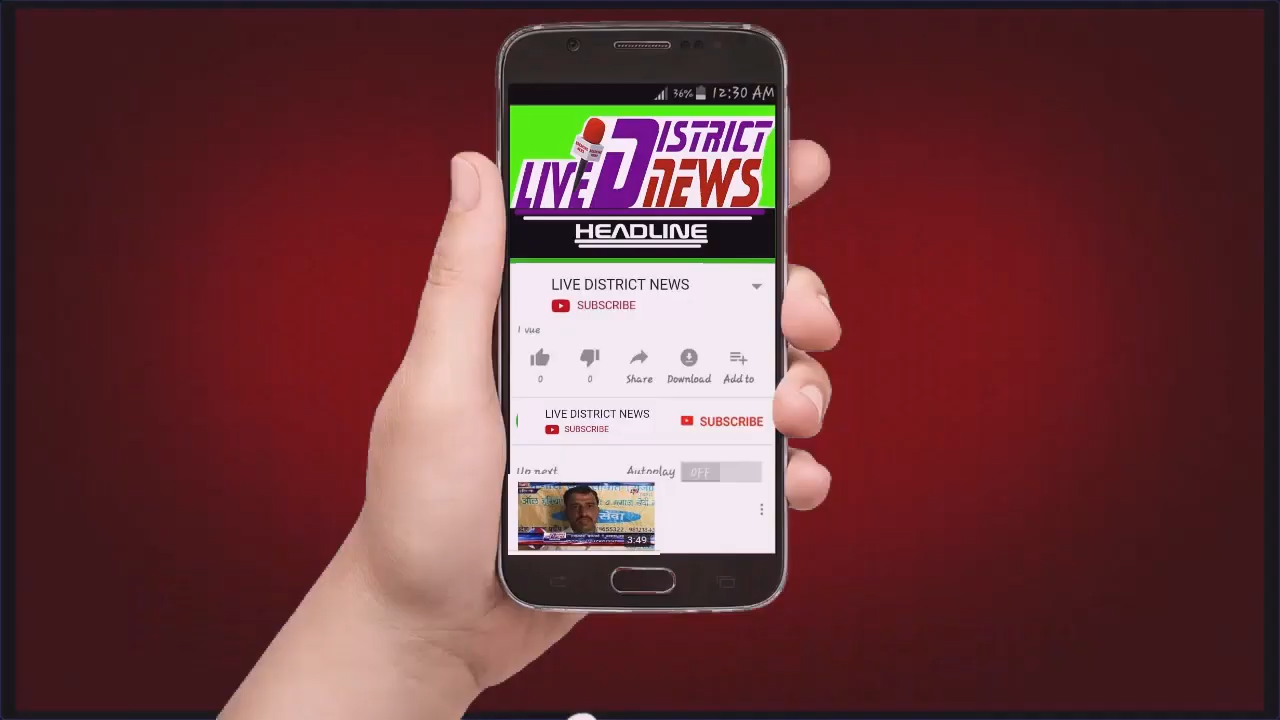 36% 12:30 AM
LIVE DISTRICT NEWS
HEADLINE
LIVE DISTRICT NEWS
SUBSCRIBE
1 vue
0 0 Share Download Add to
LIVE DISTRICT NEWS
SUBSCRIBE
SUBSCRIBE
Up next Autoplay OFF
सेवा
3:49